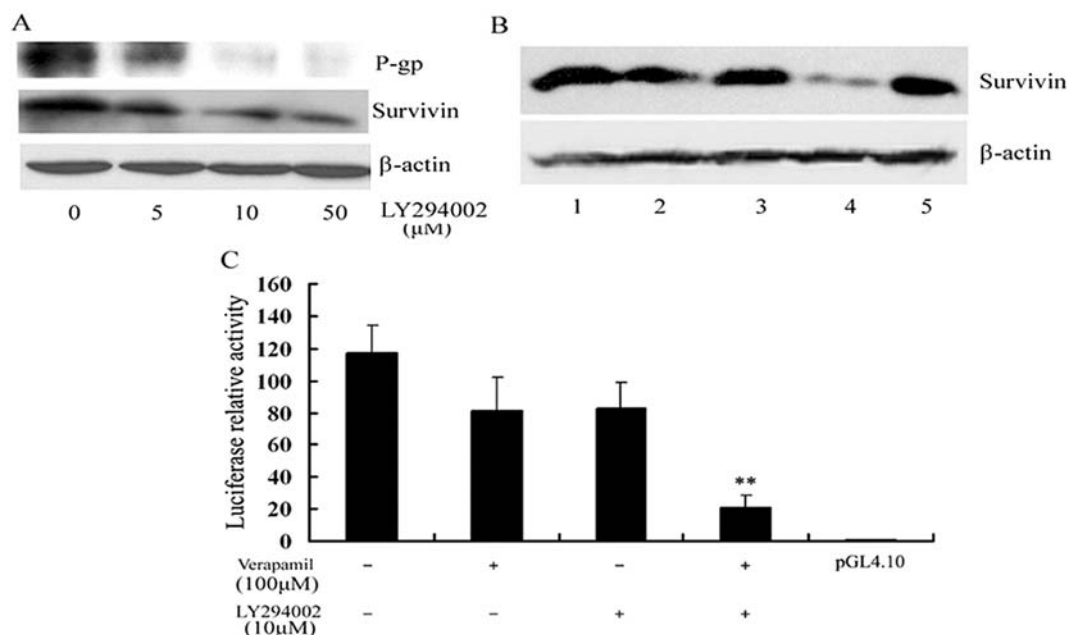 A
P-gp
Survivin
β-actin
0 5 10 50 LY294002
(μM)
B
Survivin
β-actin
1 2 3 4 5
C
Luciferase relative activity
160
140
120
100
80
60
40
20
0
**
Verapamil - + - + pGL4.10
(100μM)
LY294002 - - + +
(10μM)